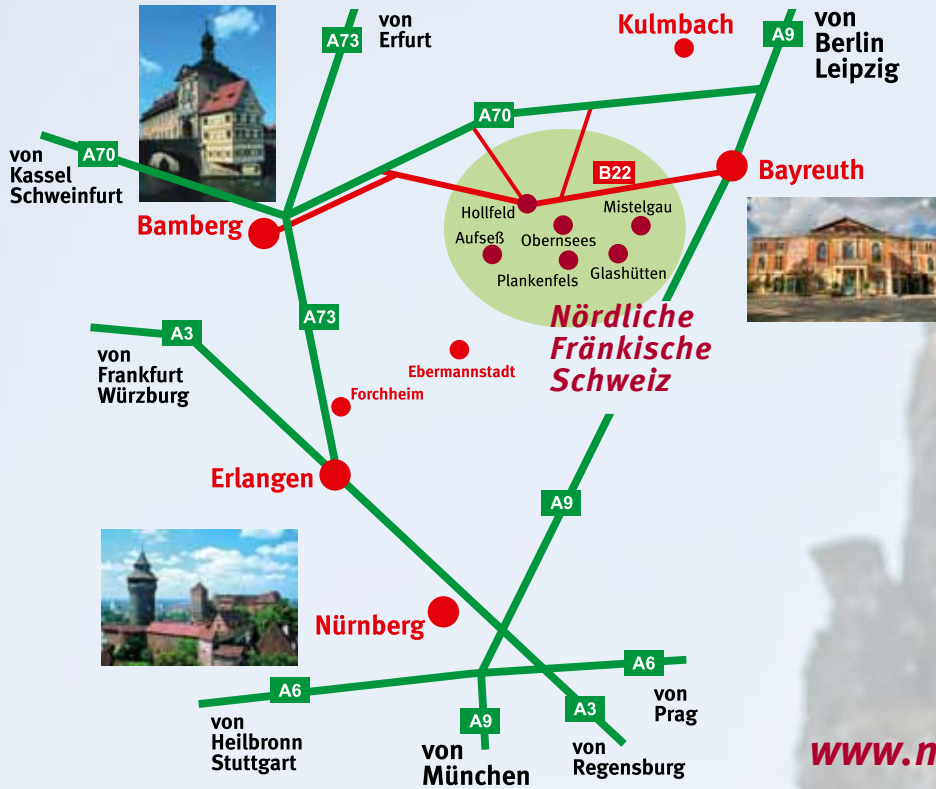 von
Erfurt
A73
Kulmbach
A9
von
Berlin
Leipzig
A70
A70
von
Kassel
Schweinfurt
B22
Bayreuth
Bamberg
Hollfeld
Mistelgau
Aufseß
Obernsees
Plankenfels
Glashütten
A73
Nördliche
Fränkische
Schweiz
A3
von
Frankfurt
Würzburg
Ebermannstadt
Forchheim
Erlangen
A9
Nürnberg
A6
A6
von
Prag
A9
A3
von
Heilbronn
Stuttgart
von
München
von
Regensburg
www.n